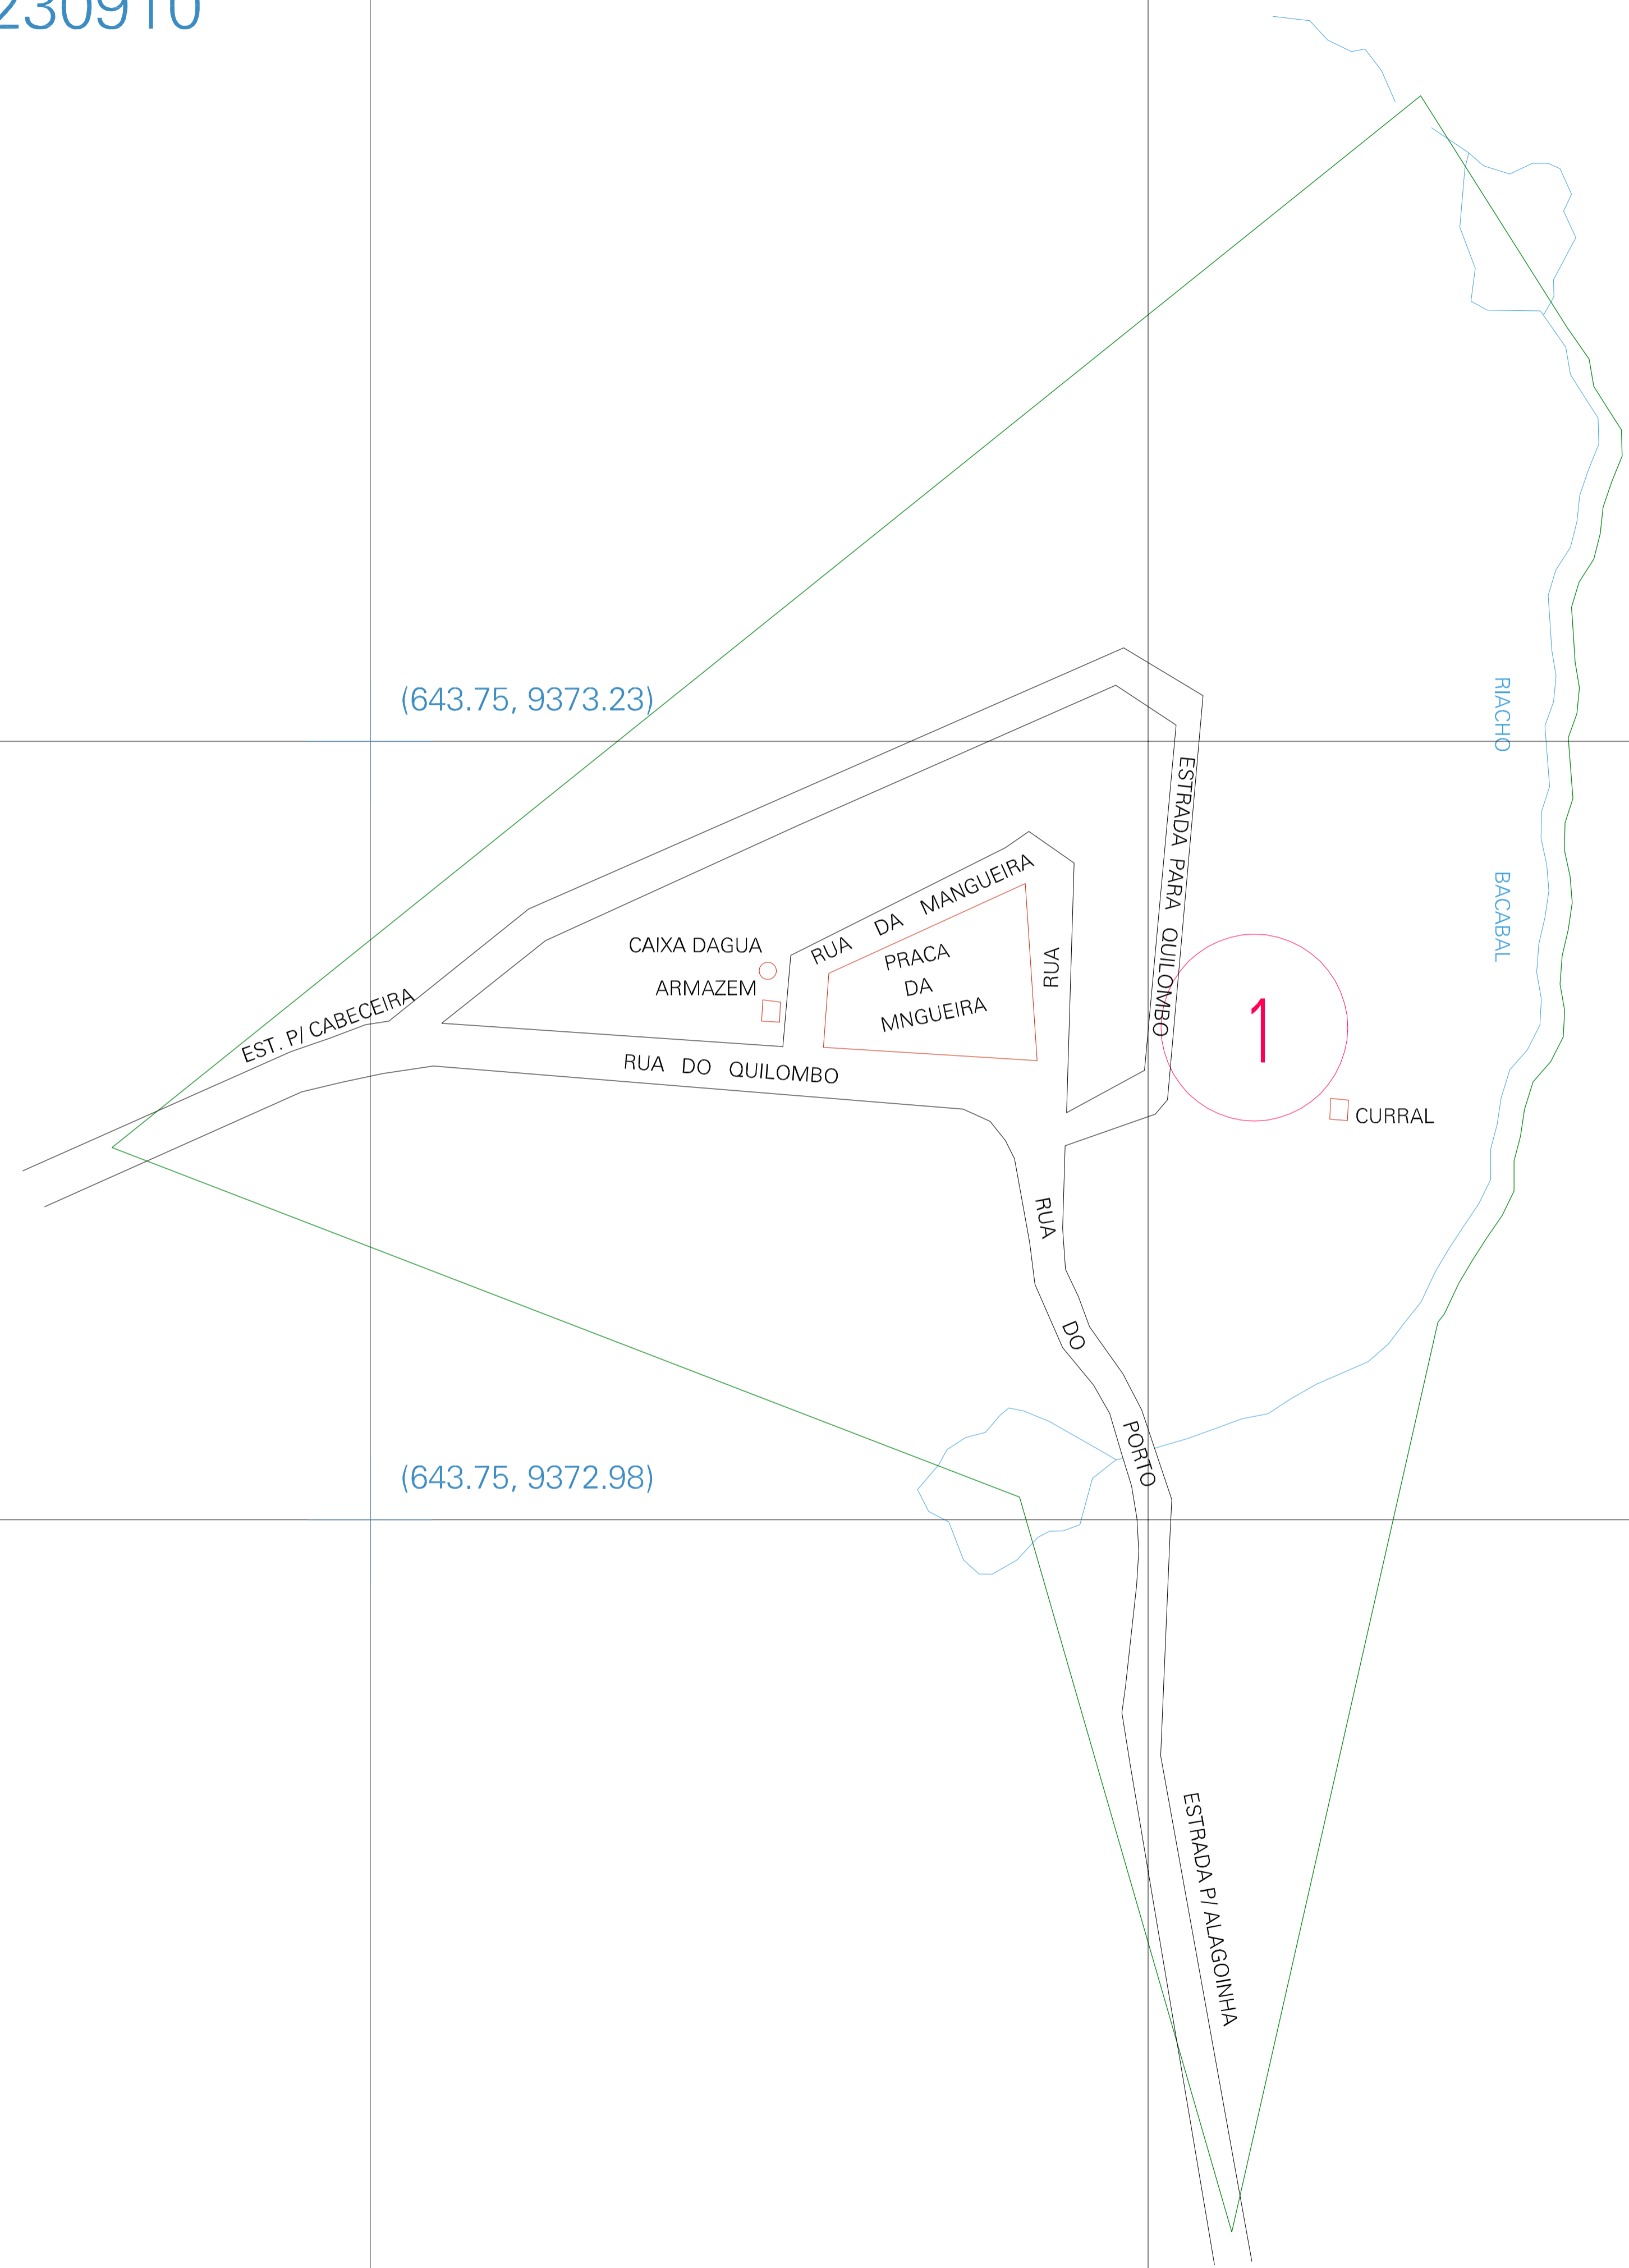 230910
(643.75, 9373.23)
RIACHO
ESTRADA PARA QUILOMBO
RUA DA MANGUEIRA
BACABAL
CAIXA DAGUA
PRACA
DA
MNGUEIRA
RUA
ARMAZEM
EST. P/ CABECEIRA
1
RUA DO QUILOMBO
CURRAL
RUA DO PORTO
(643.75, 9372.98)
ESTRADA P/ ALAGOINHA